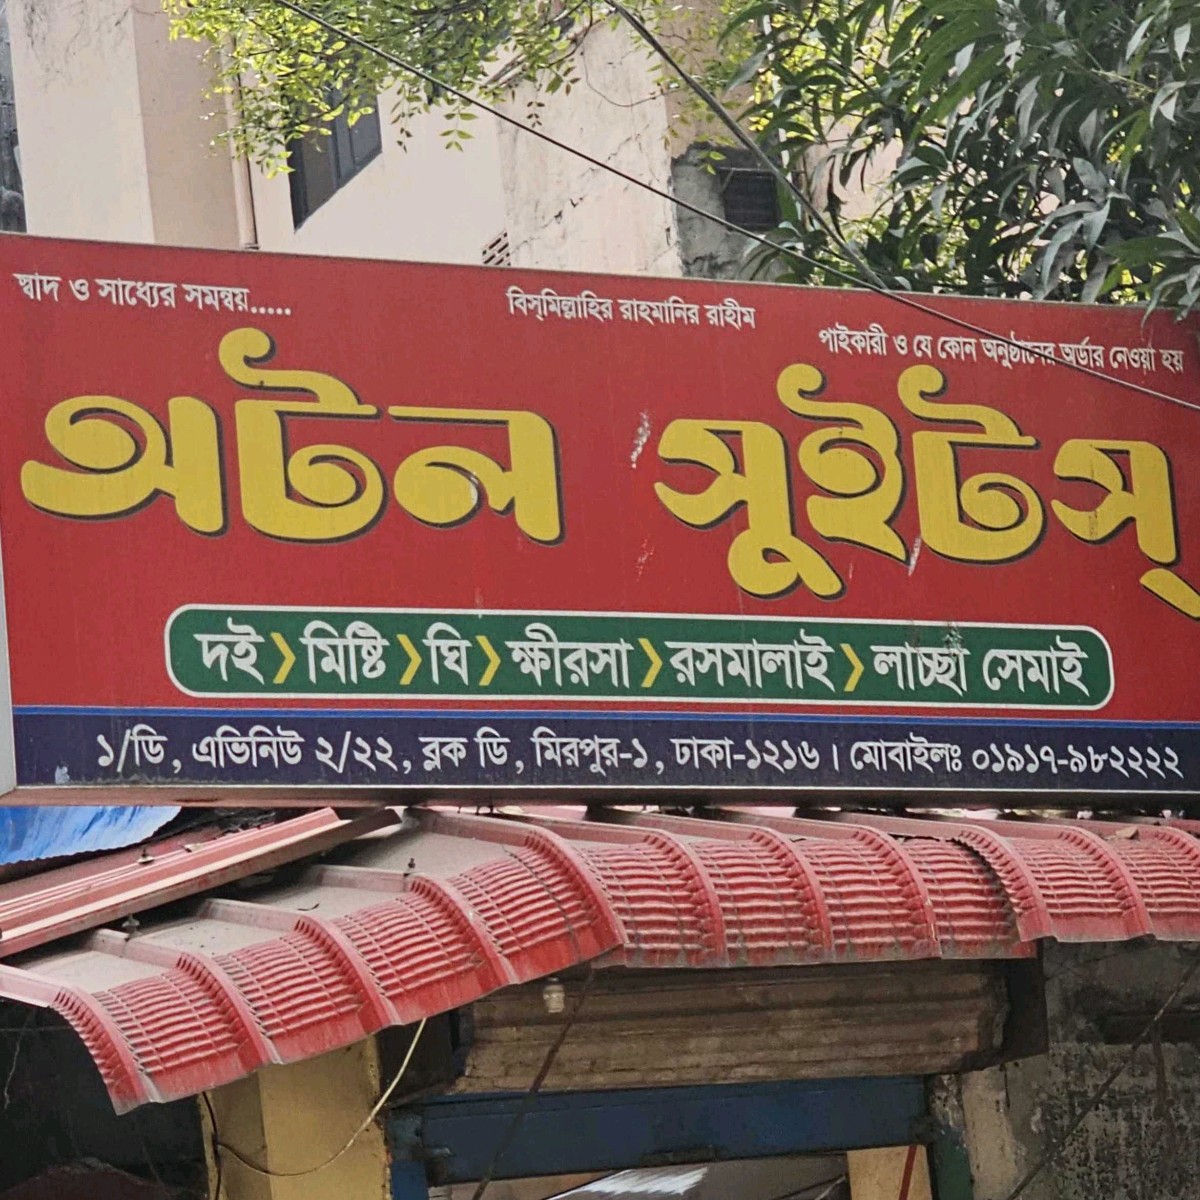 স্বাদ ও সাধ্যের সমন্বয়.....
বিস্‌মিল্লাহির রাহমানির রাহীম
পাইকারী ও যে কোন অনুষ্ঠানের অর্ডার নেওয়া হয়
অটল সুইটস্
দই > মিষ্টি > ঘি > ক্ষীরসা > রসমালাই > লাচ্ছা সেমাই
১/ডি, এভিনিউ ২/২২, ব্লক ডি, মিরপুর-১, ঢাকা-১২১৬। মোবাইলঃ ০১৯১৭-৯৮২২২২